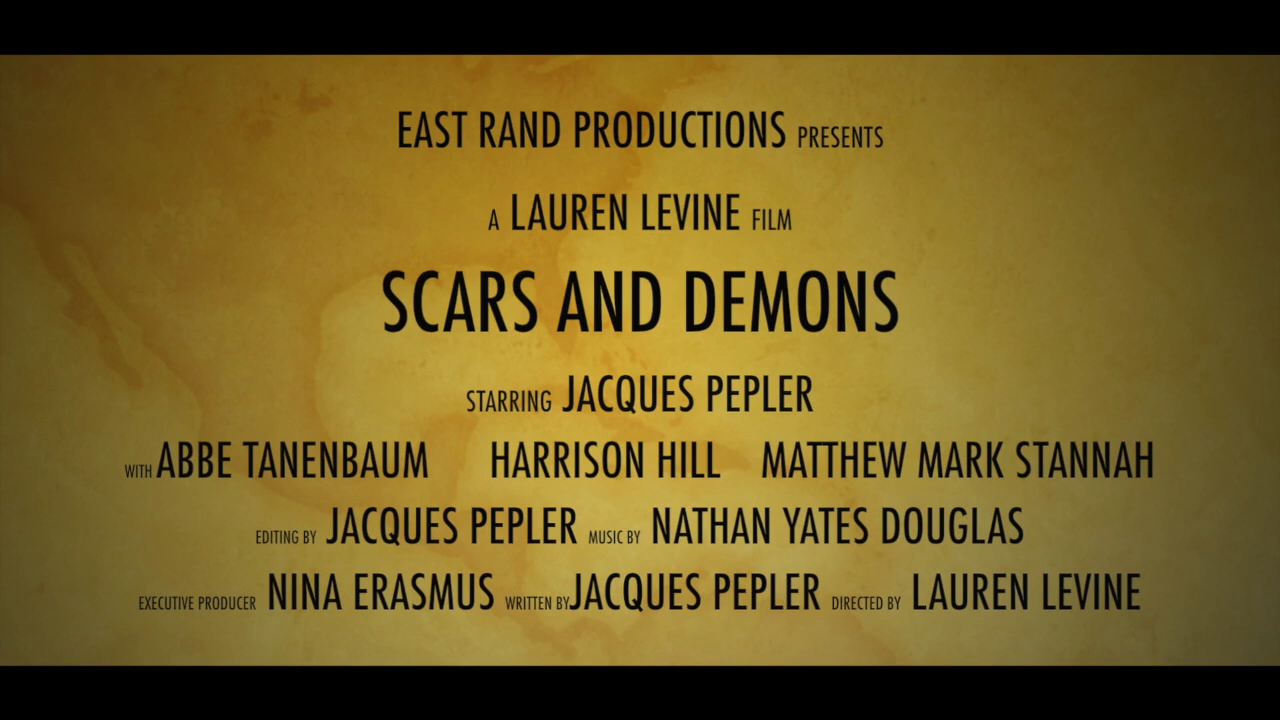 EAST RAND PRODUCTIONS PRESENTS
A LAUREN LEVINE FILM
SCARS AND DEMONS
STARRING JACQUES PEPLER
WITH ABBE TANENBAUM HARRISON HILL MATTHEW MARK STANNAH
EDITING BY JACQUES PEPLER MUSIC BY NATHAN YATES DOUGLAS
EXECUTIVE PRODUCER NINA ERASMUS WRITTEN BY JACQUES PEPLER DIRECTED BY LAUREN LEVINE